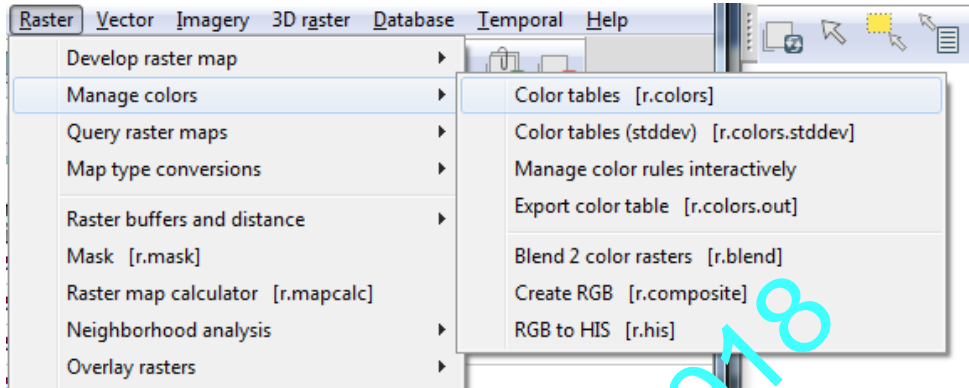 Raster Vector Imagery 3D raster Database Temporal Help
Develop raster map
Manage colors
Query raster maps
Map type conversions
Raster buffers and distance
Mask [r.mask]
Raster map calculator [r.mapcalc]
Neighborhood analysis
Overlay rasters
Color tables [r.colors]
Color tables (stddev) [r.colors.stddev]
Manage color rules interactively
Export color table [r.colors.out]
Blend 2 color rasters [r.blend]
Create RGB [r.composite]
RGB to HIS [r.his]
018